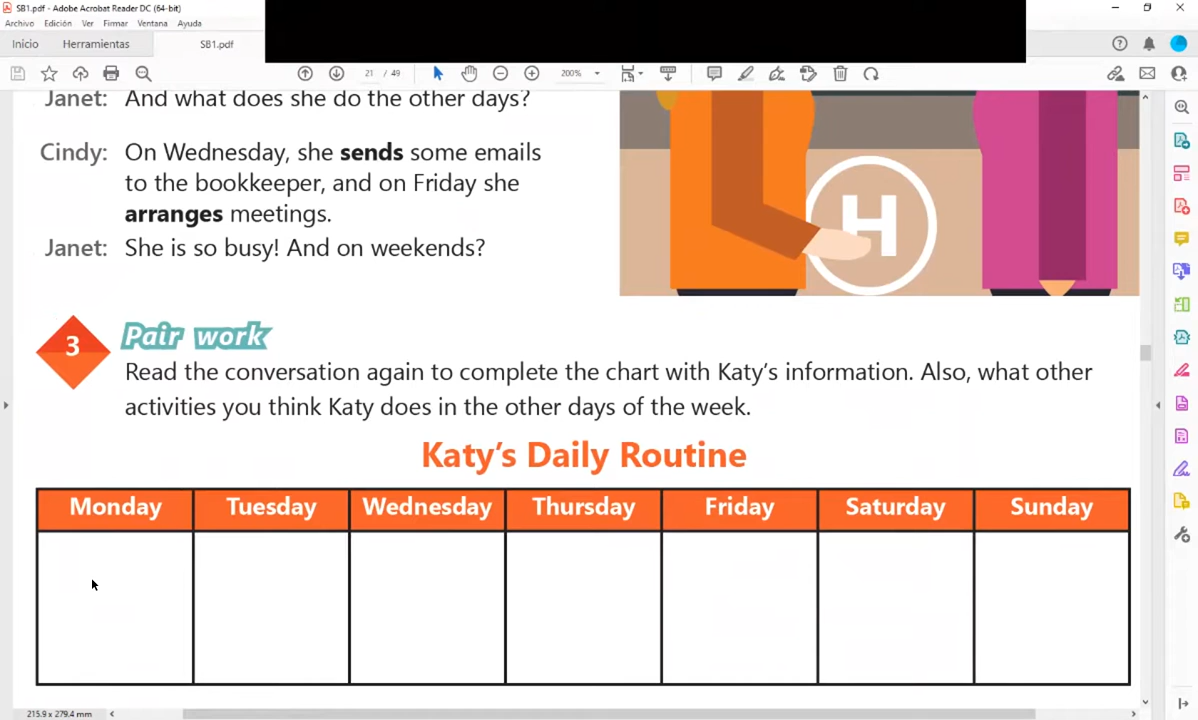 SB1.pdf - Adobe Acrobat Reader DC (64-bit)
Archivo Edición Ver Firmar Ventana Ayuda
Inicio Herramientas SB1.pdf
21 / 49 200%
Janet: And what does she do the other days?
Cindy: On Wednesday, she sends some emails
to the bookkeeper, and on Friday she
arranges meetings.
Janet: She is so busy! And on weekends?
H
3 Pair work
Read the conversation again to complete the chart with Katy's information. Also, what other
activities you think Katy does in the other days of the week.
Katy's Daily Routine
Monday Tuesday Wednesday Thursday Friday Saturday Sunday
215.9 x 279.4 mm